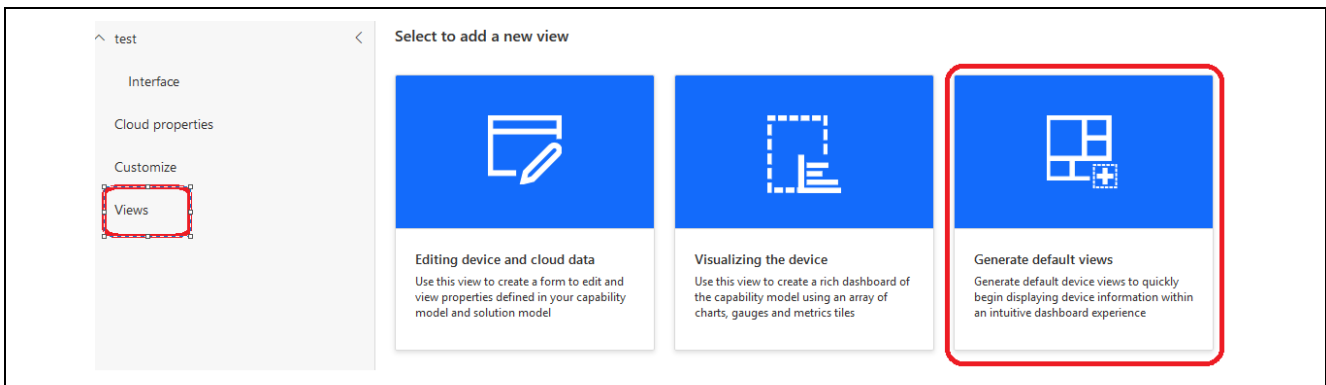 test
Interface
Cloud properties
Customize
Views
Select to add a new view
Editing device and cloud data
Use this view to create a form to edit and
view properties defined in your capability
model and solution model
Visualizing the device
Use this view to create a rich dashboard of
the capability model using an array of
charts, gauges and metrics tiles
Generate default views
Generate default device views to quickly
begin displaying device information within
an intuitive dashboard experience